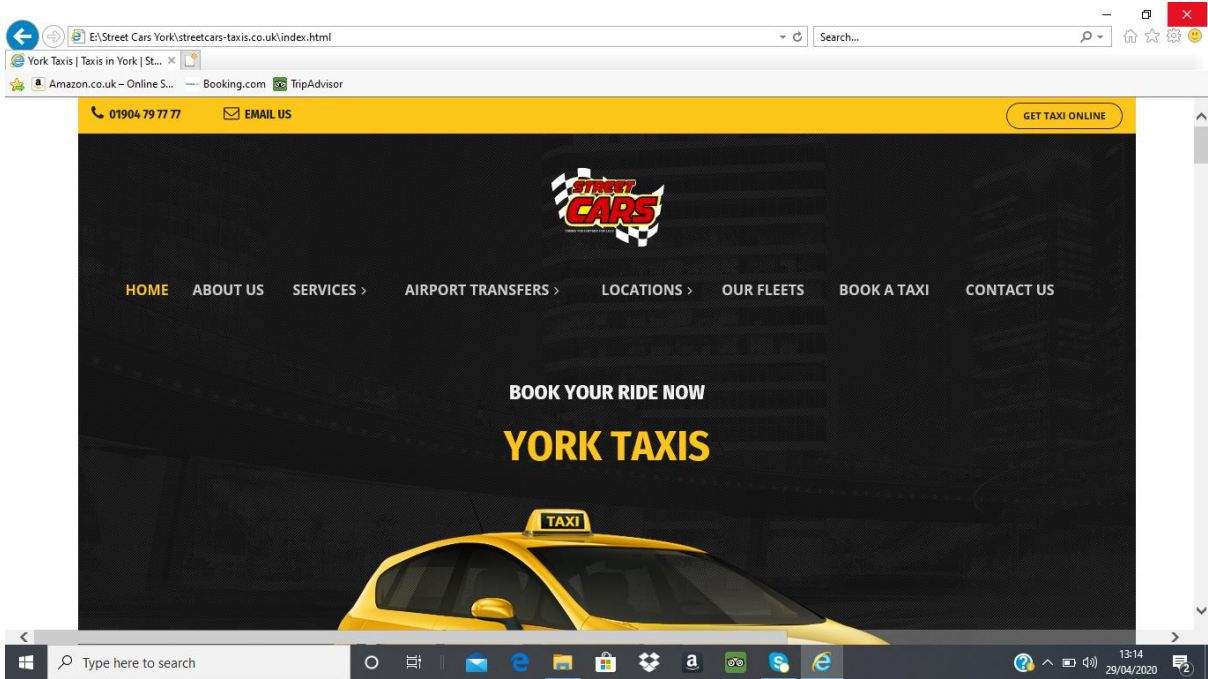 E:\Street Cars York\streetcars-taxis.co.uk\index.html
Search...
York Taxis | Taxis in York | St...
Amazon.co.uk – Online S... Booking.com TripAdvisor
01904 79 77 77 EMAIL US GET TAXI ONLINE
STREET
CARS
HOME ABOUT US SERVICES > AIRPORT TRANSFERS > LOCATIONS > OUR FLEETS BOOK A TAXI CONTACT US
BOOK YOUR RIDE NOW
YORK TAXIS
TAXI
Type here to search
13:14
29/04/2020
2